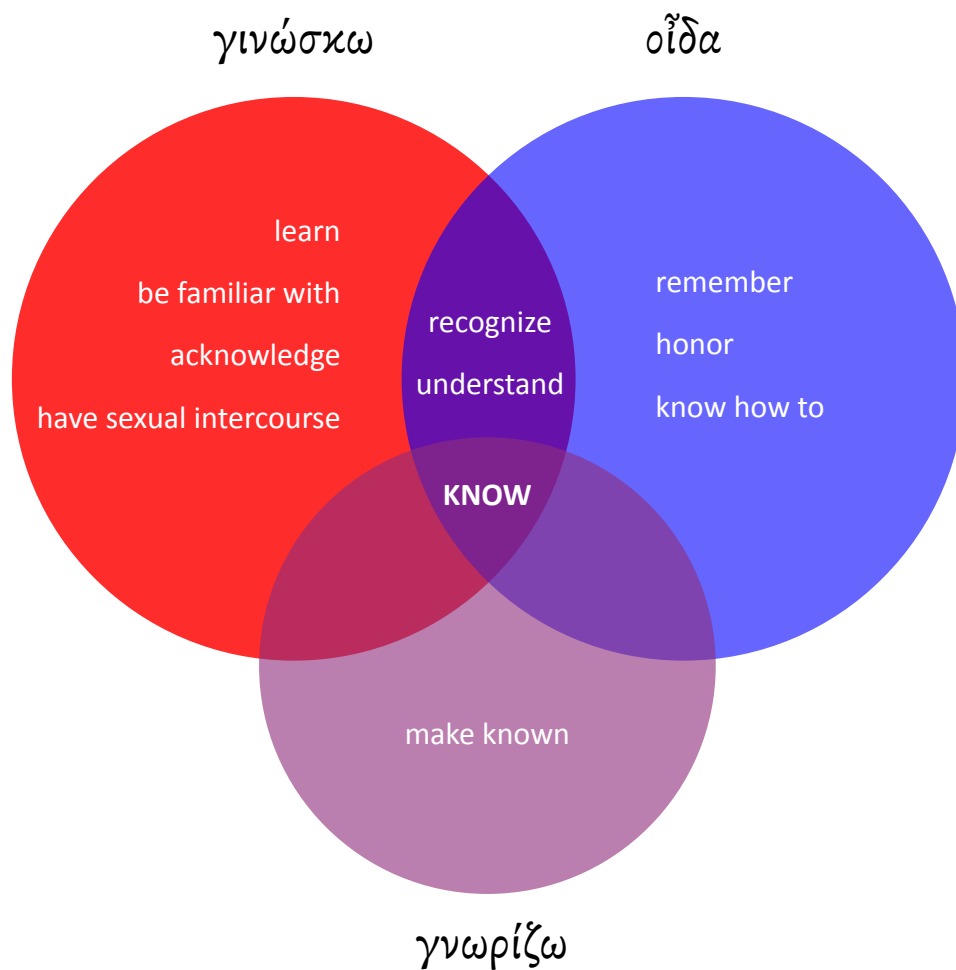 γινώσκω
οἶδα
learn
be familiar with
acknowledge
have sexual intercourse
recognize
understand
remember
honor
know how to
KNOW
make known
γνωρίζω